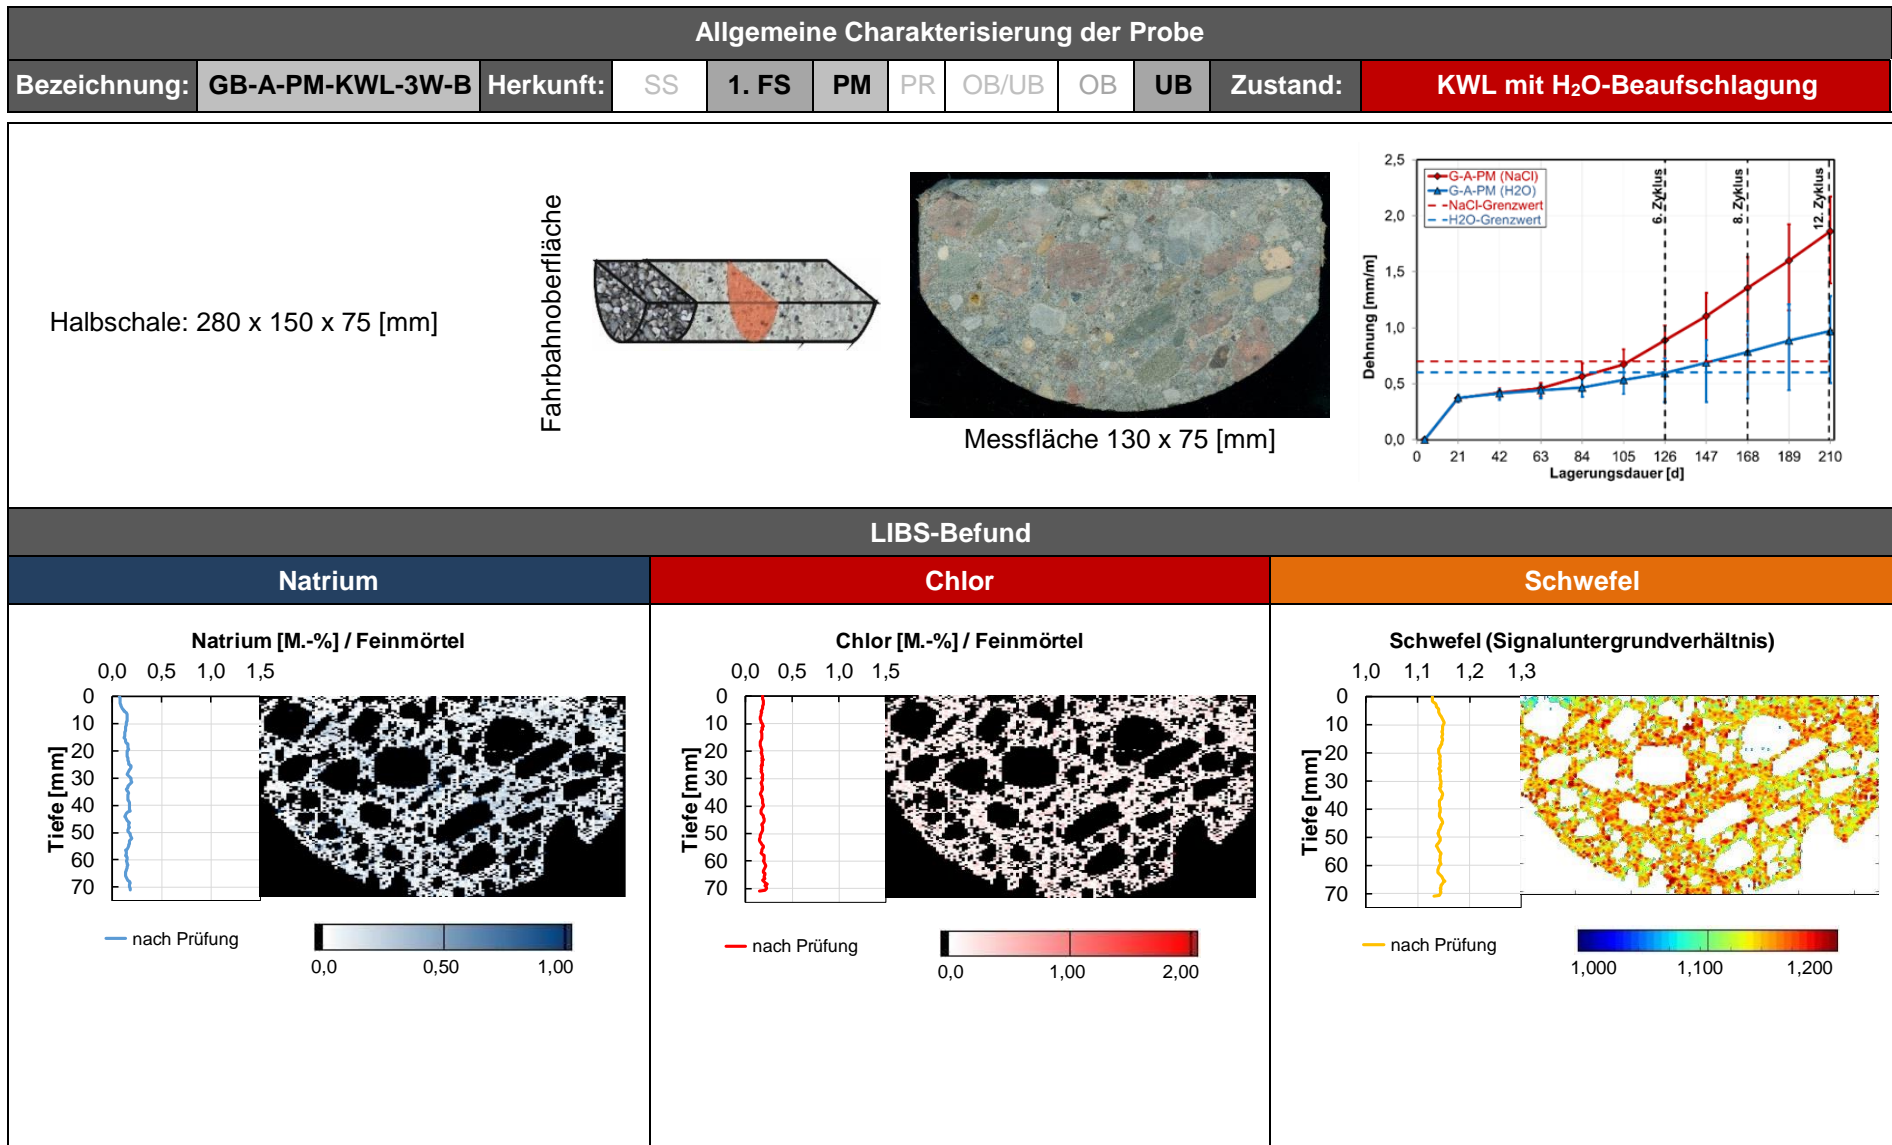 Allgemeine Charakterisierung der Probe
Bezeichnung: GB-A-PM-KWL-3W-B Herkunft: SS 1. FS PM PR OB/UB OB UB Zustand: KWL mit H₂O-Beaufschlagung
Halbschale: 280 x 150 x 75 [mm]
Fahrbahnoberfläche
Messfläche 130 x 75 [mm]
Dehnung [mm/m]
2,5
2,0
1,5
1,0
0,5
0,0
G-A-PM (NaCl)
G-A-PM (H2O)
NaCl-Grenzwert
H2O-Grenzwert
6. Zyklus
8. Zyklus
12. Zyklus
0 21 42 63 84 105 126 147 168 189 210
Lagerungsdauer [d]
LIBS-Befund
Natrium
Chlor
Schwefel
Natrium [M.-%] / Feinmörtel
0,0 0,5 1,0 1,5
Tiefe [mm]
0
10
20
30
40
50
60
70
nach Prüfung
0,0 0,50 1,00
Chlor [M.-%] / Feinmörtel
0,0 0,5 1,0 1,5
Tiefe [mm]
0
10
20
30
40
50
60
70
nach Prüfung
0,0 1,00 2,00
Schwefel (Signaluntergrundverhältnis)
1,0 1,1 1,2 1,3
Tiefe [mm]
0
10
20
30
40
50
60
70
nach Prüfung
1,000 1,100 1,200